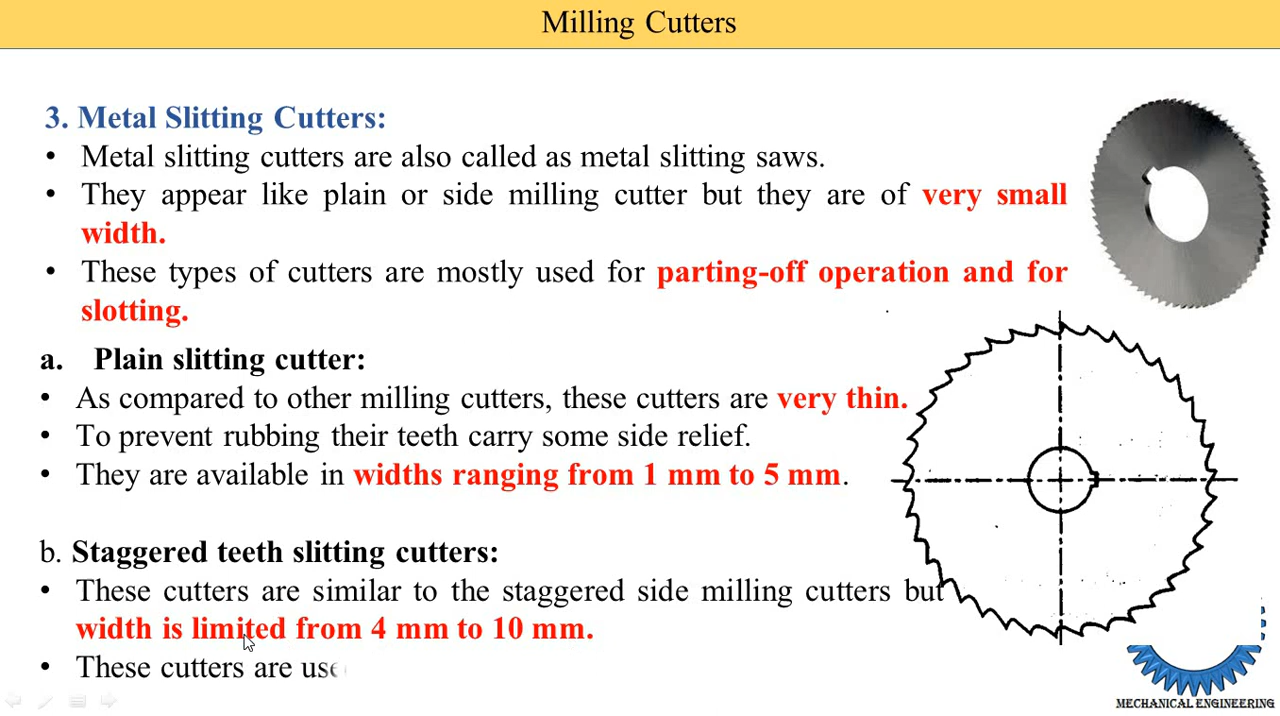 Milling Cutters
3. Metal Slitting Cutters:
• Metal slitting cutters are also called as metal slitting saws.
• They appear like plain or side milling cutter but they are of very small
width.
• These types of cutters are mostly used for parting-off operation and for
slotting.
a. Plain slitting cutter:
• As compared to other milling cutters, these cutters are very thin.
• To prevent rubbing their teeth carry some side relief.
• They are available in widths ranging from 1 mm to 5 mm.
b. Staggered teeth slitting cutters:
• These cutters are similar to the staggered side milling cutters but
width is limited from 4 mm to 10 mm.
• These cutters are
MECHANICAL ENGINEERING